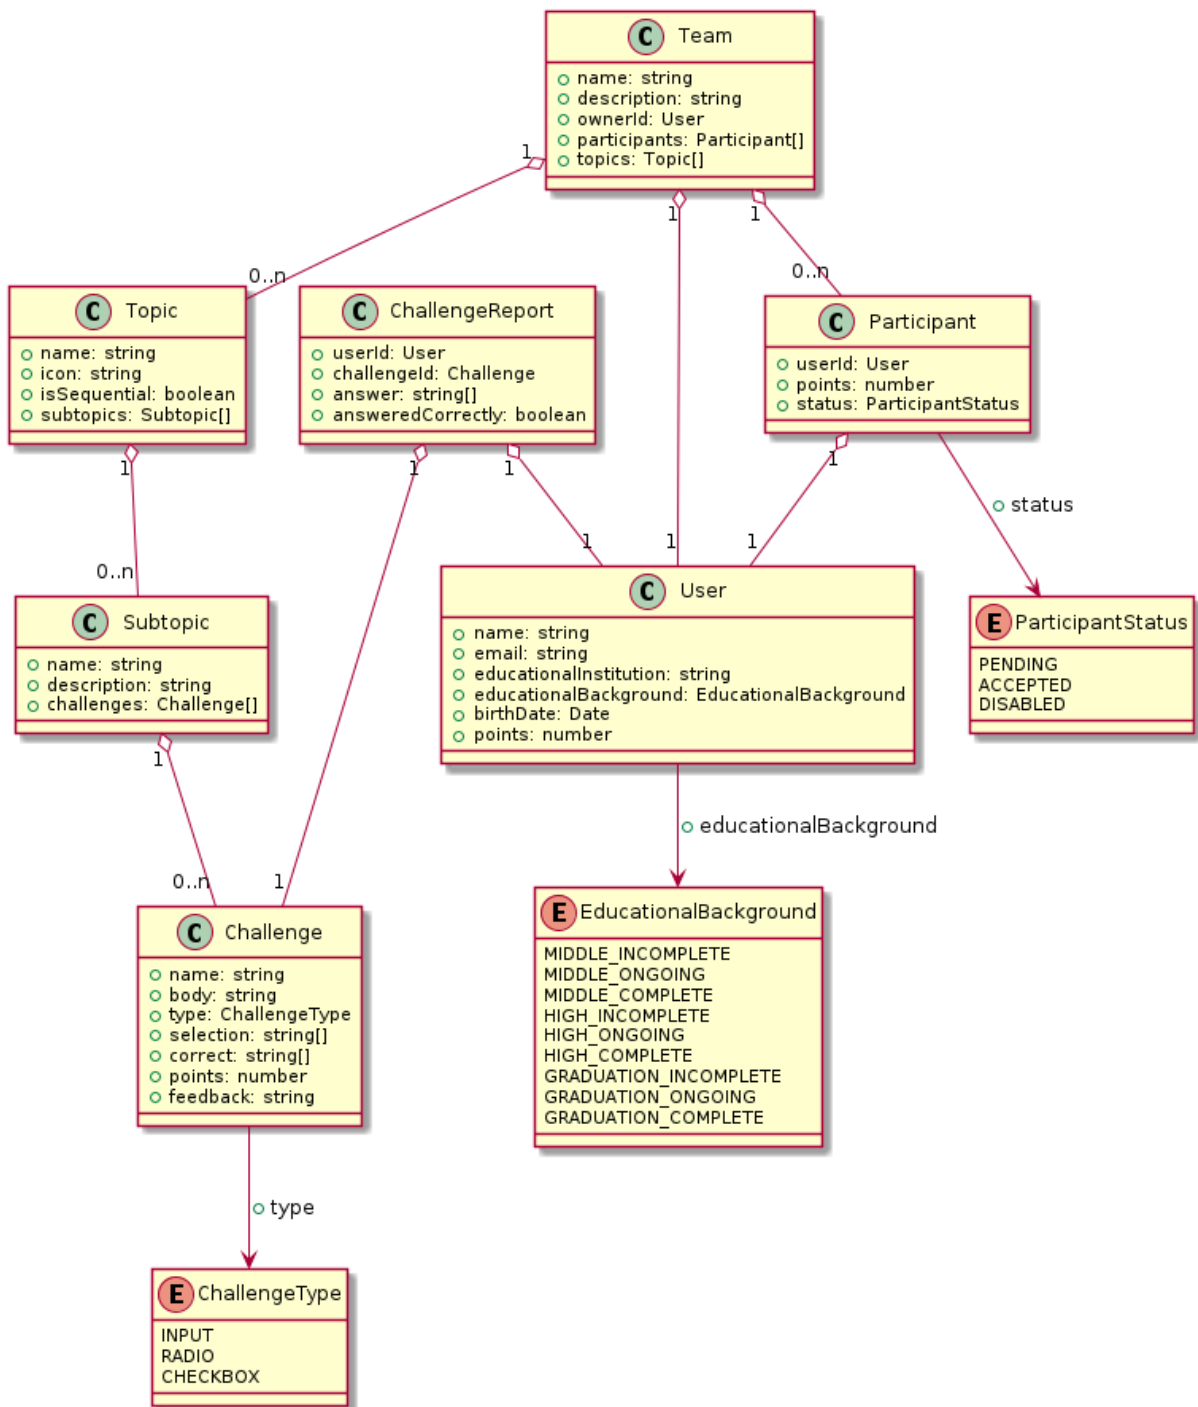 C Team
name: string
description: string
ownerId: User
participants: Participant[]
topics: Topic[]
1
1
1
0..n
0..n
C Topic
name: string
icon: string
isSequential: boolean
subtopics: Subtopic[]
C ChallengeReport
userId: User
challengeId: Challenge
answer: string[]
answeredCorrectly: boolean
C Participant
userId: User
points: number
status: ParticipantStatus
1
1
1
1
status
0..n
1
1
1
C Subtopic
name: string
description: string
challenges: Challenge[]
C User
name: string
email: string
educationalInstitution: string
educationalBackground: EducationalBackground
birthDate: Date
points: number
E ParticipantStatus
PENDING
ACCEPTED
DISABLED
1
educationalBackground
0..n
1
C Challenge
name: string
body: string
type: ChallengeType
selection: string[]
correct: string[]
points: number
feedback: string
E EducationalBackground
MIDDLE_INCOMPLETE
MIDDLE_ONGOING
MIDDLE_COMPLETE
HIGH_INCOMPLETE
HIGH_ONGOING
HIGH_COMPLETE
GRADUATION_INCOMPLETE
GRADUATION_ONGOING
GRADUATION_COMPLETE
type
E ChallengeType
INPUT
RADIO
CHECKBOX